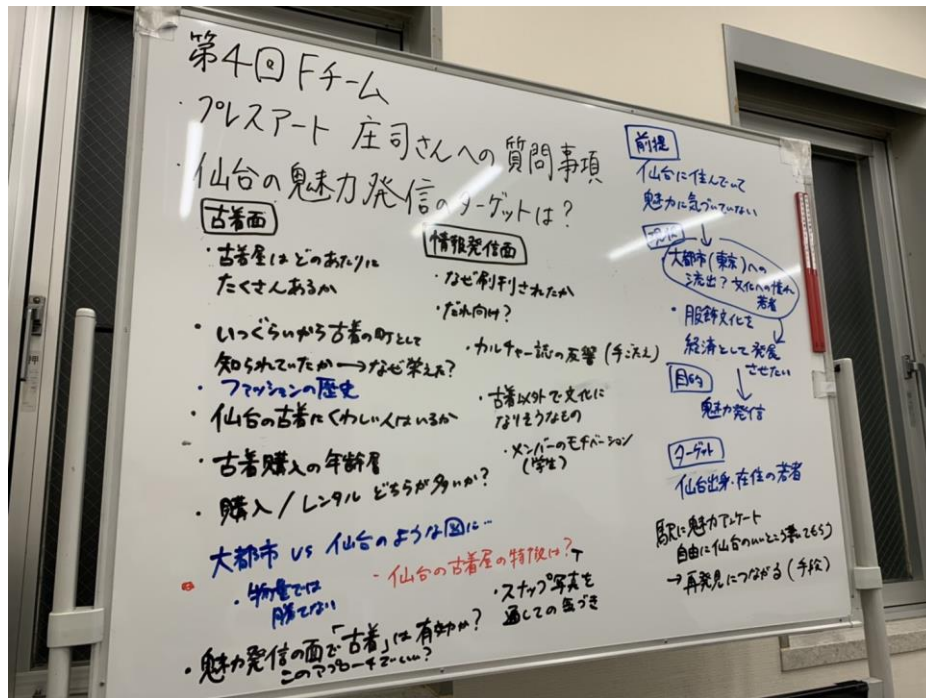 第4回 Fチーム
・プレスアート 庄司さんへの質問事項
・仙台の魅力発信のターゲットは？
古着面
・古着屋はどのあたりに
たくさんあるか
・いつぐらいから古着の町として
知られていたか→なぜ栄えた？
・ファッションの歴史
・仙台の古着にくわしい人はいるか
・古着購入の年齢層
・購入／レンタル どちらが多いか？
情報発信面
・なぜ創刊されたか
・だれ向け？
・カルチャー誌の反響（手ごたえ）
・古着以外で文化に
なりそうなもの
・メンバーのモチベーション
（学生）
大都市 vs 仙台のような図に…
・物量では
勝てない
・仙台の古着屋の特徴は？
・スナップ写真を
通しての気づき
・魅力発信の面で「古着」は有効か？
このアプローチでいい？
前提
仙台に住んでいて
魅力に気づいていない
大都市（東京）への
流出？文化への憧れ
若者
・服飾文化を
経済として発展
させたい
目的
魅力発信
ターゲット
仙台出身・在住の若者
駅に魅力アンケート
自由に仙台のいいところ書いてもらう
→再発見につながる（手段）